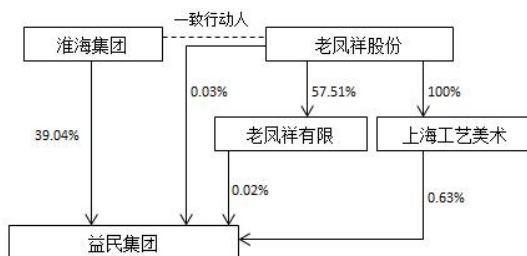 一致行动人
淮海集团
老凤祥股份
0.03%
57.51%
100%
39.04%
老凤祥有限
上海工艺美术
0.02%
0.63%
益民集团